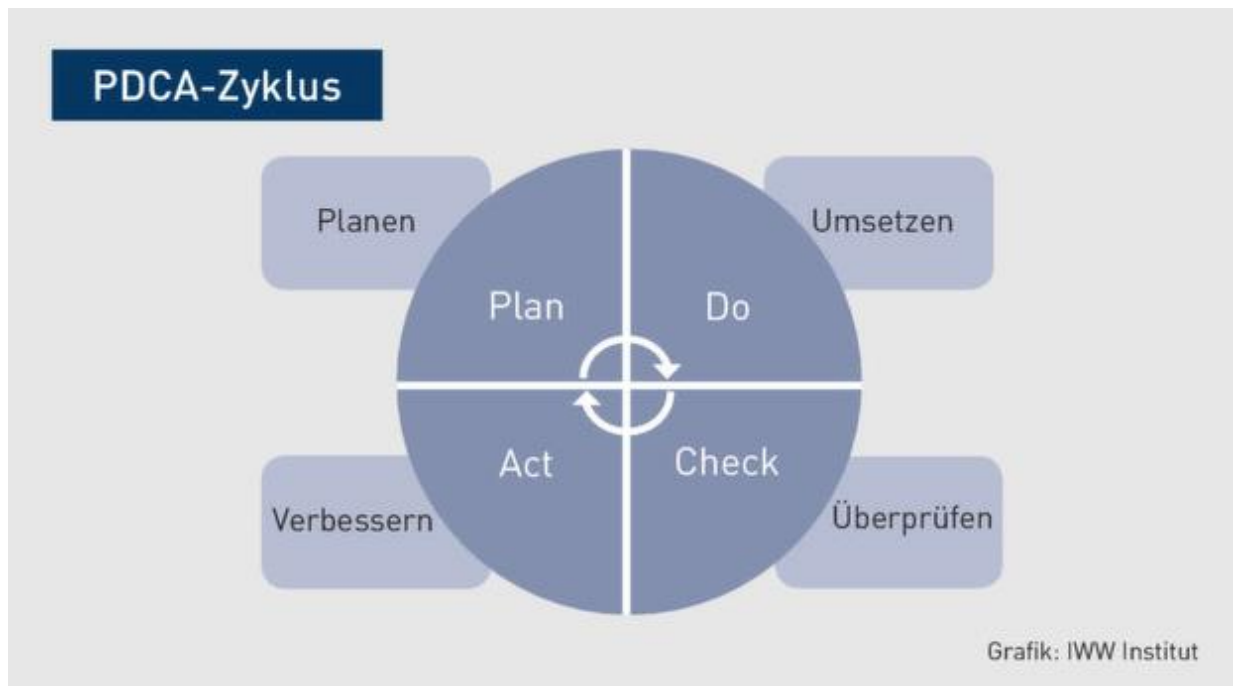 PDCA-Zyklus
Planen
Umsetzen
Plan
Do
Act
Check
Verbessern
Überprüfen
Grafik: IWW Institut